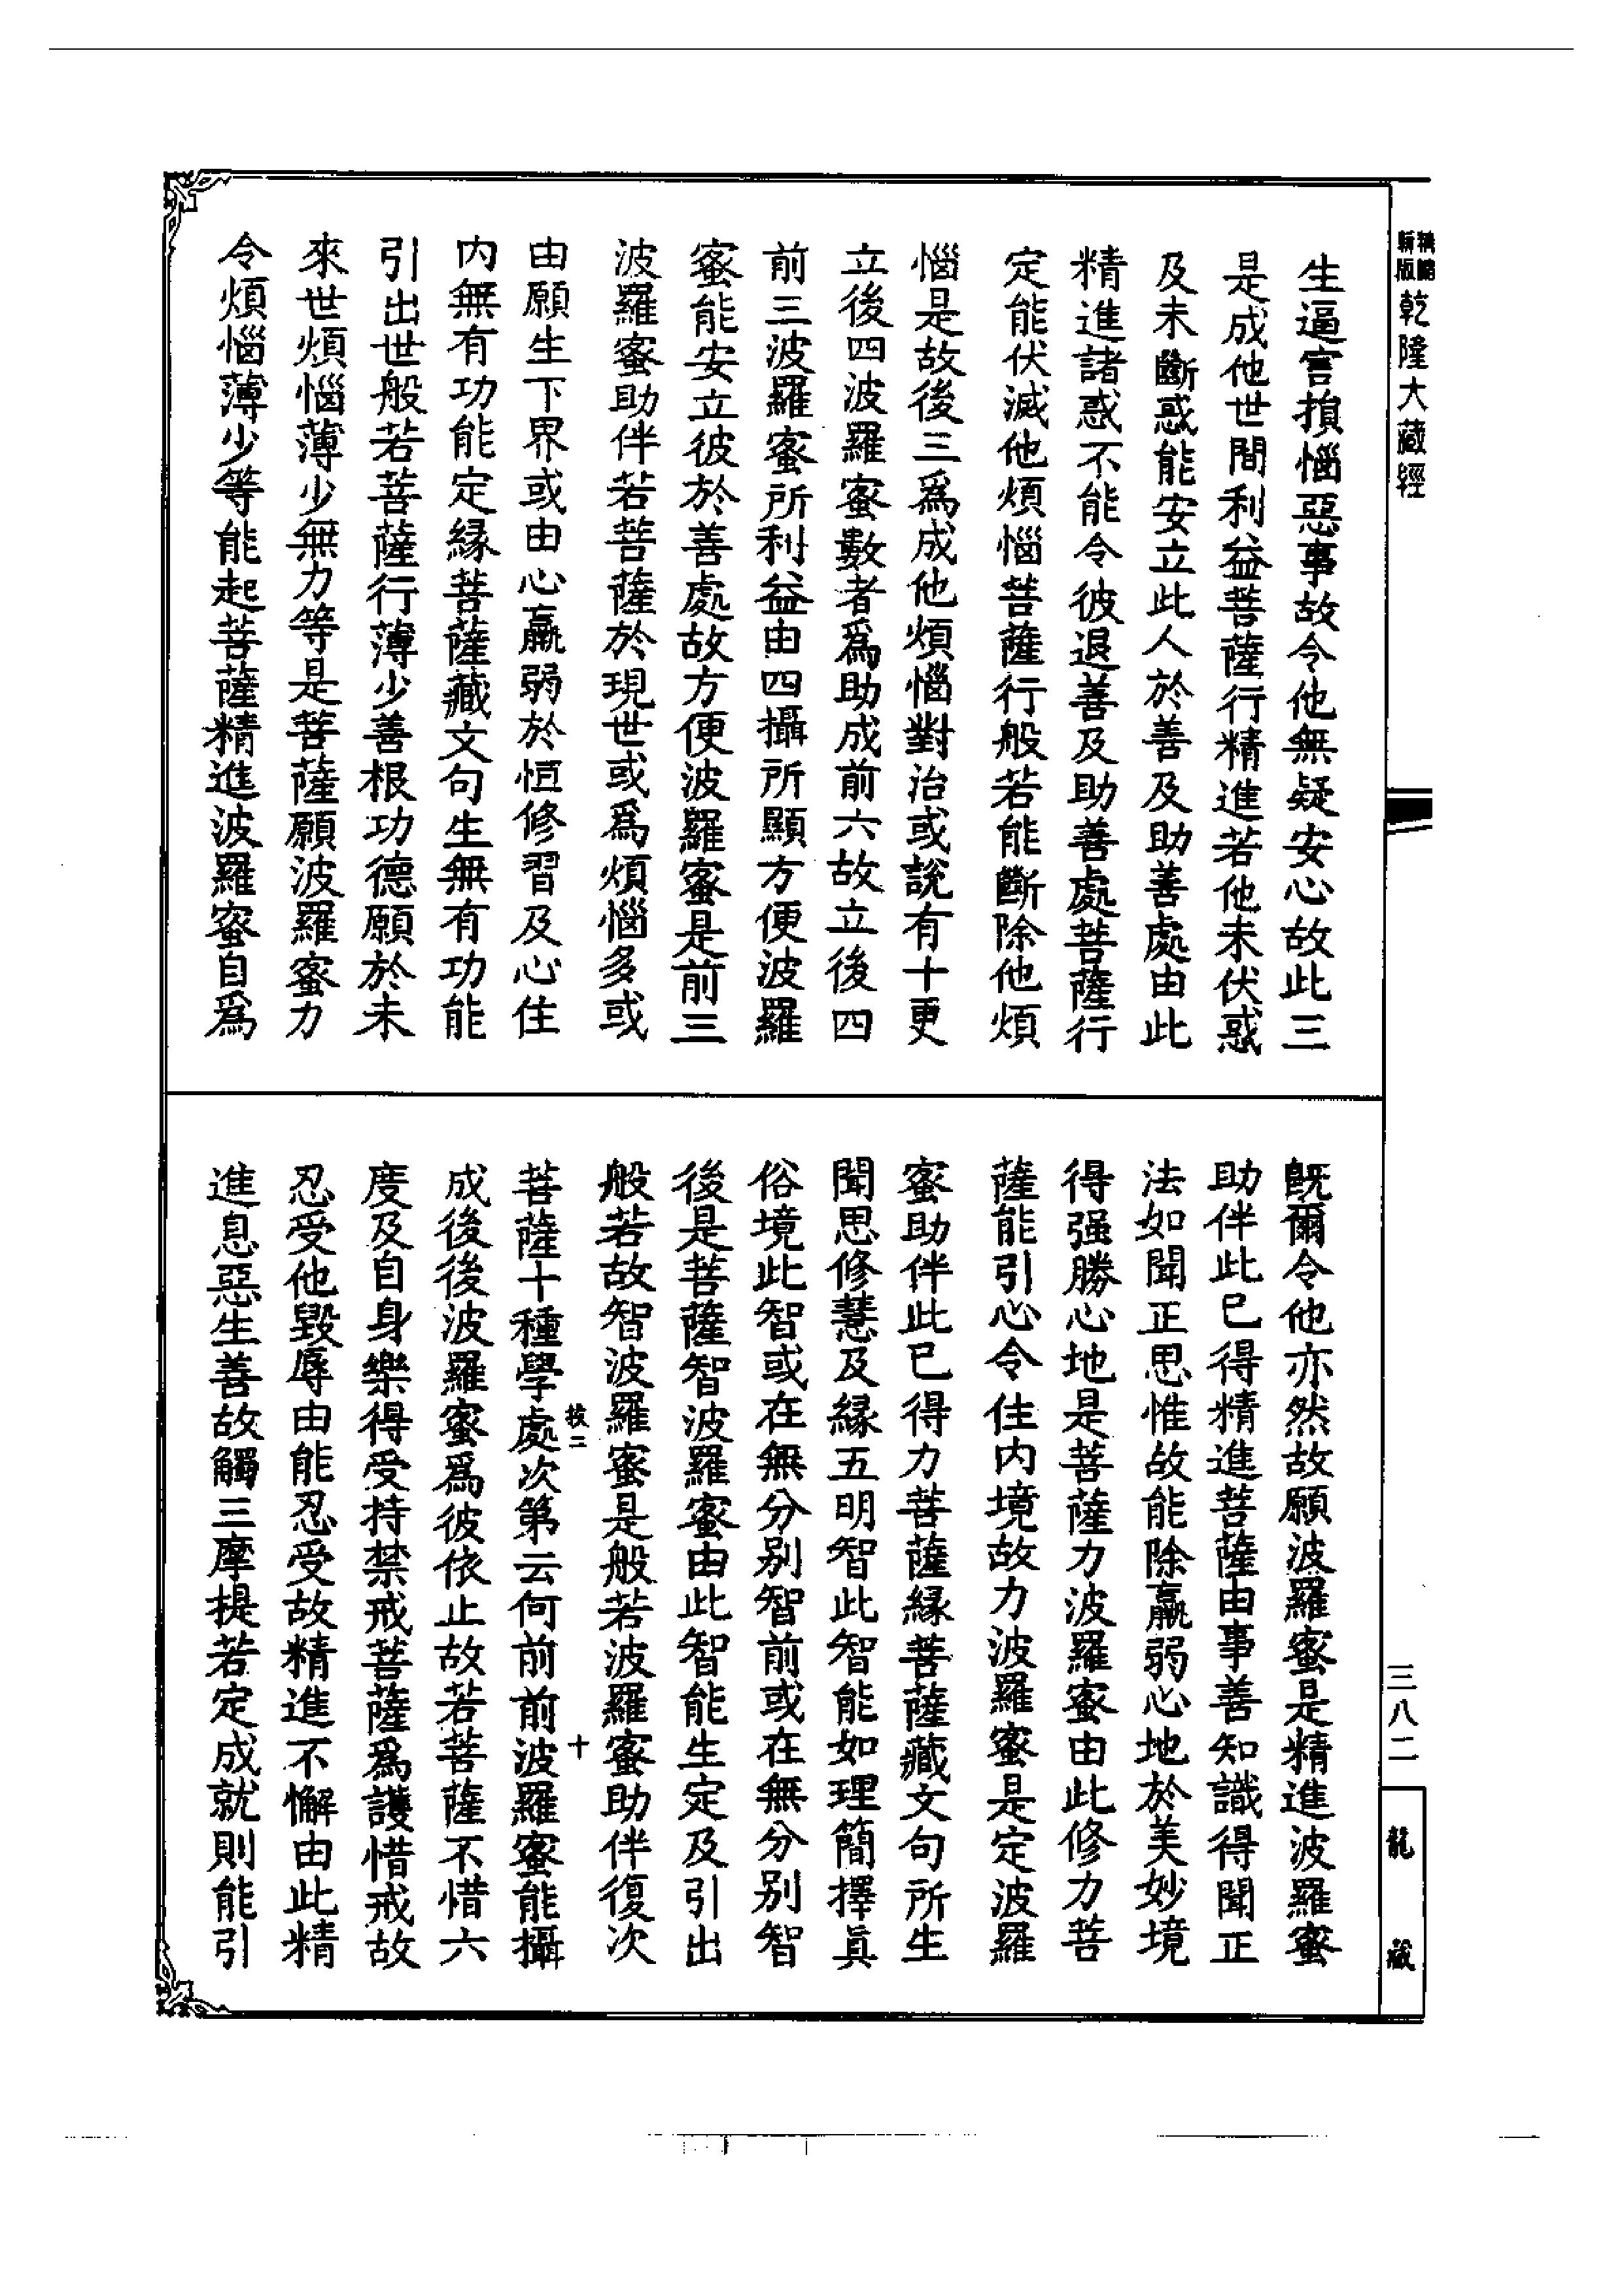 新版 乾隆大藏經
生逼害損惱惡事故令他無疑安心故此三
是成他世間利益菩薩行精進若他未伏惑
及未斷惑能安立此人於善及助善處由此
精進諸惑不能令彼退善及助善處菩薩行
定能伏滅他煩惱菩薩行般若能斷除他煩
惱是故後三爲成他煩惱對治或說有十更
立後四波羅蜜數者爲助成前六故立後四
前三波羅蜜所利益由四攝所顯方便波羅
蜜能安立彼於善處故方便波羅蜜是前三
波羅蜜助伴若菩薩於現世或爲煩惱多或
由願生下界或由心羸弱於恒修習及心住
内無有功能定縁菩薩藏文句生無有功能
引出世般若菩薩行薄少善根功德願於未
來世煩惱薄少無力等是菩薩願波羅蜜力
令煩惱薄少等能起菩薩精進波羅蜜自爲
既爾令他亦然故願波羅蜜是精進波羅蜜
助伴此已得精進菩薩由事善知識得聞正
法如聞正思惟故能除羸弱心地於美妙境
得强勝心地是菩薩力波羅蜜由此修力菩
薩能引心令住内境故力波羅蜜是定波羅
蜜助伴此已得力菩薩縁菩薩藏文句所生
聞思修慧及縁五明智此智能如理簡擇眞
俗境此智或在無分別智前或在無分別智
後是菩薩智波羅蜜由此智能生定及引出
般若故智波羅蜜是般若波羅蜜助伴復次
菩薩十種學處次第云何前前波羅蜜能攝
成後後波羅蜜爲彼依止故若菩薩不惜六
度及自身樂得受持禁戒菩薩爲護惜戒故
忍受他毀辱由能忍受故精進不懈由此精
進息惡生善故觸三摩提若定成就則能引
三八二
龍藏